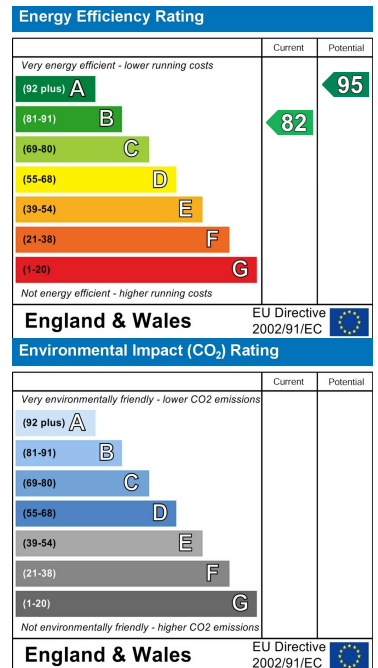 Energy Efficiency Rating
Current Potential
Very energy efficient - lower running costs
(92 plus) A
95
(81-91) B
82
(69-80) C
(55-68) D
(39-54) E
(21-38) F
(1-20) G
Not energy efficient - higher running costs
England & Wales
EU Directive
2002/91/EC
Environmental Impact (CO₂) Rating
Current Potential
Very environmentally friendly - lower CO2 emissions
(92 plus) A
(81-91) B
(69-80) C
(55-68) D
(39-54) E
(21-38) F
(1-20) G
Not environmentally friendly - higher CO2 emissions
England & Wales
EU Directive
2002/91/EC